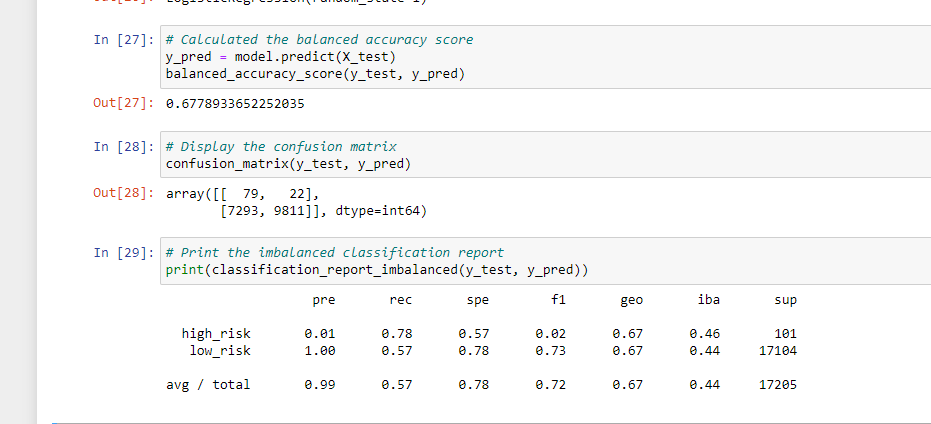 In [27]: # Calculated the balanced accuracy score
y_pred = model.predict(X_test)
balanced_accuracy_score(y_test, y_pred)
Out[27]: 0.6778933652252035
In [28]: # Display the confusion matrix
confusion_matrix(y_test, y_pred)
Out[28]: array([[ 79, 22],
[7293, 9811]], dtype=int64)
In [29]: # Print the imbalanced classification report
print(classification_report_imbalanced(y_test, y_pred))
pre rec spe f1 geo iba sup
high_risk 0.01 0.78 0.57 0.02 0.67 0.46 101
low_risk 1.00 0.57 0.78 0.73 0.67 0.44 17104
avg / total 0.99 0.57 0.78 0.72 0.67 0.44 17205